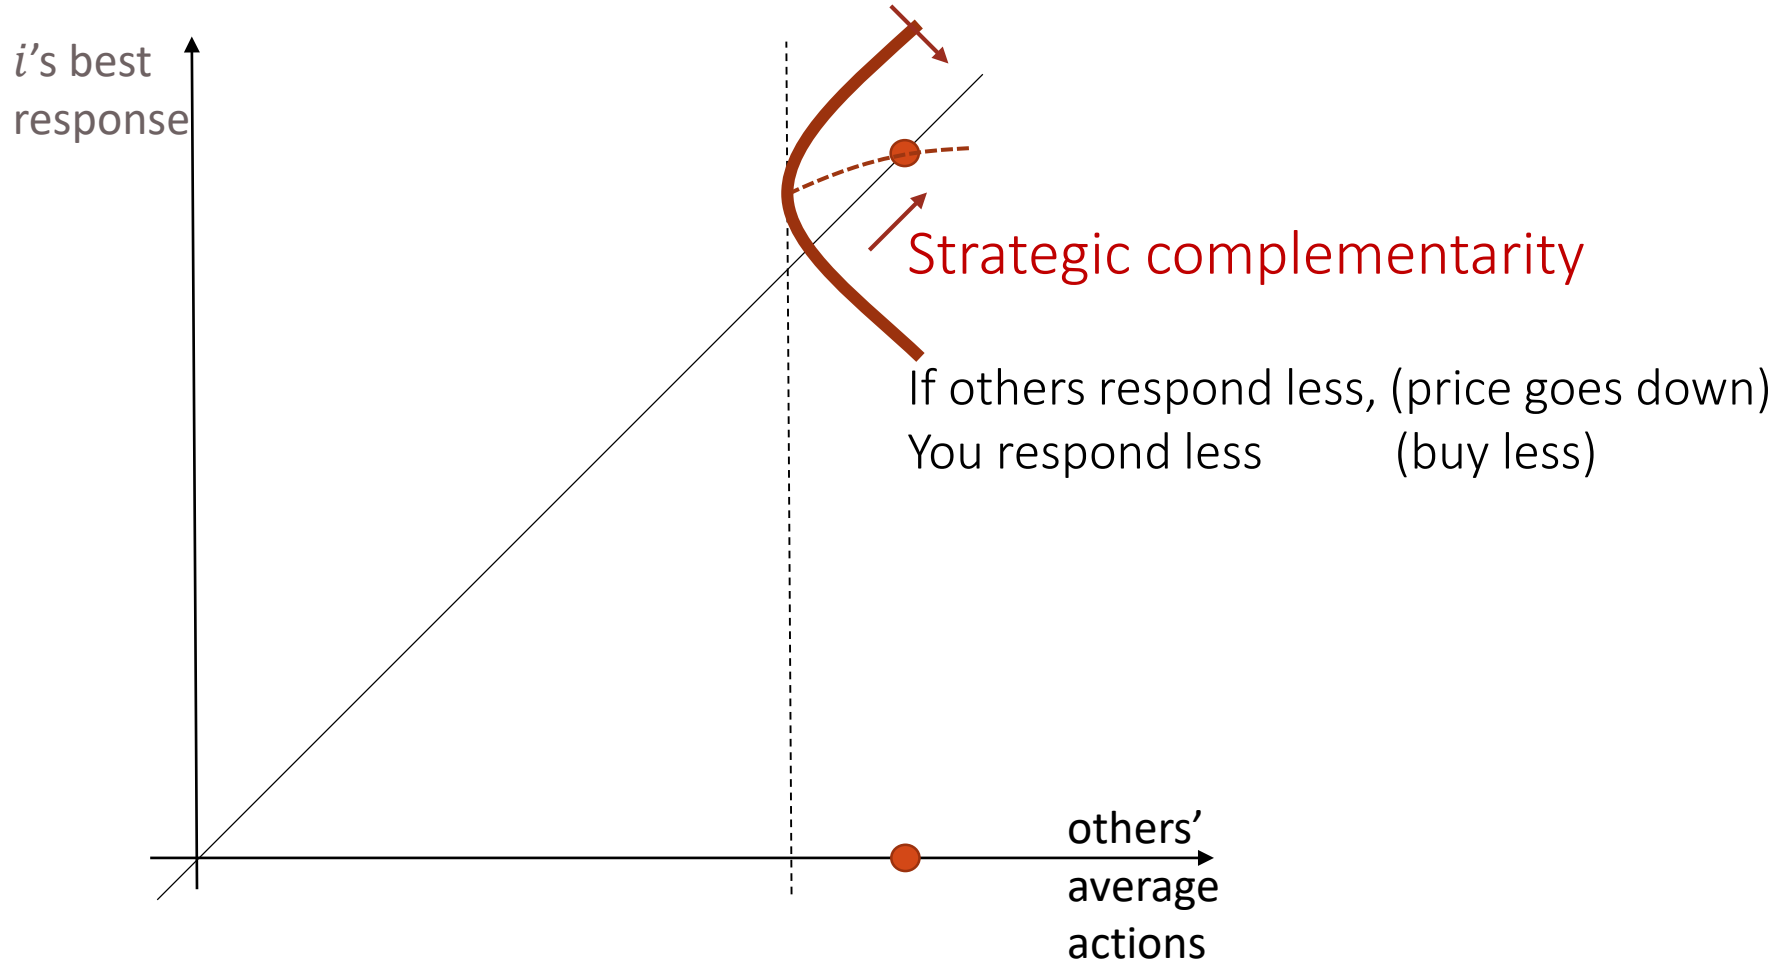 i’s best
response
Strategic complementarity
If others respond less, (price goes down)
You respond less (buy less)
others’
average
actions